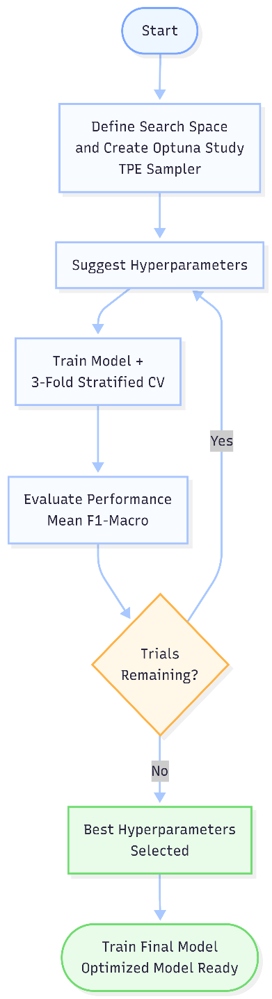 Start
Define Search Space
and Create Optuna Study
TPE Sampler
Suggest Hyperparameters
Train Model +
3-Fold Stratified CV
Yes
Evaluate Performance
Mean F1-Macro
Trials
Remaining?
No
Best Hyperparameters
Selected
Train Final Model
Optimized Model Ready